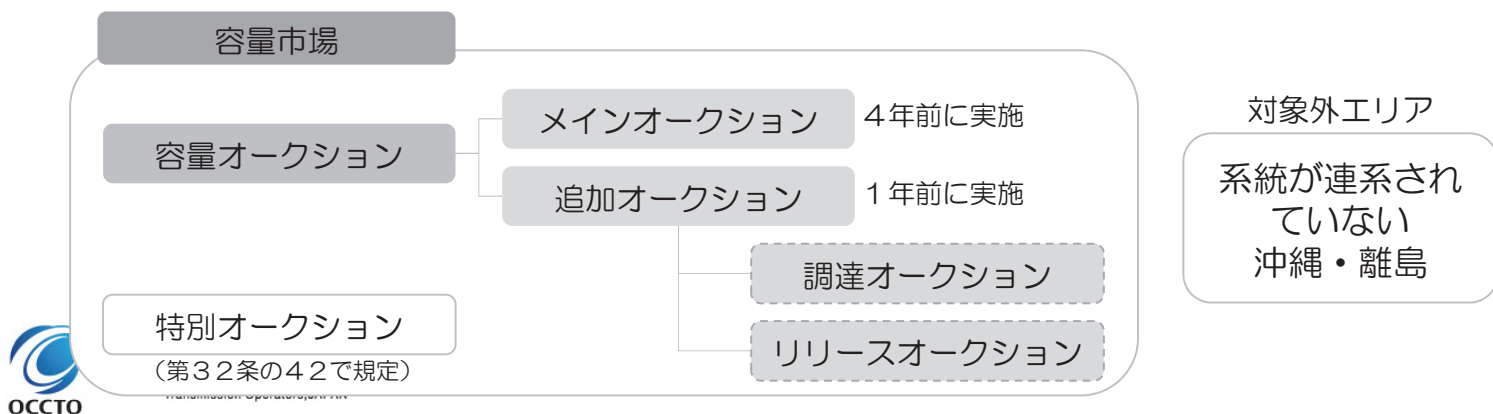 容量市場
容量オークション
メインオークション
4年前に実施
追加オークション
1年前に実施
調達オークション
リリースオークション
特別オークション
（第32条の42で規定）
対象外エリア
系統が連系され
ていない
沖縄・離島
OCCTO
Transmission Operators,JAPAN